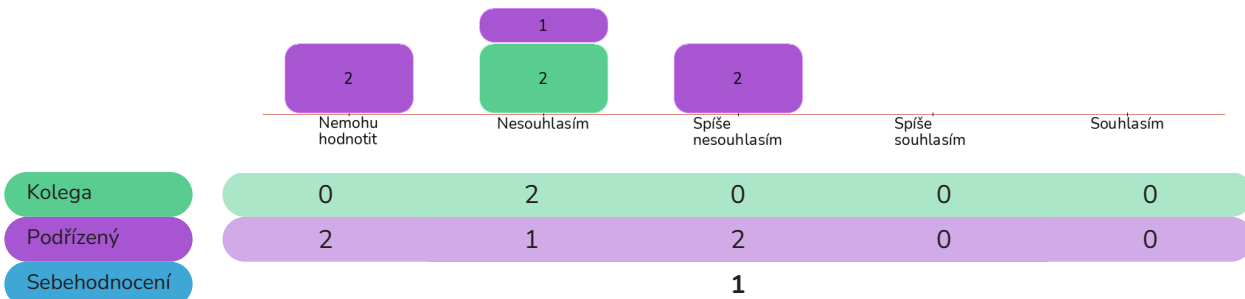 1
2 2 2
Nemohu hodnotit Nesouhlasím Spíše nesouhlasím Spíše souhlasím Souhlasím
Kolega 0 2 0 0 0
Podřízený 2 1 2 0 0
Sebehodnocení 1